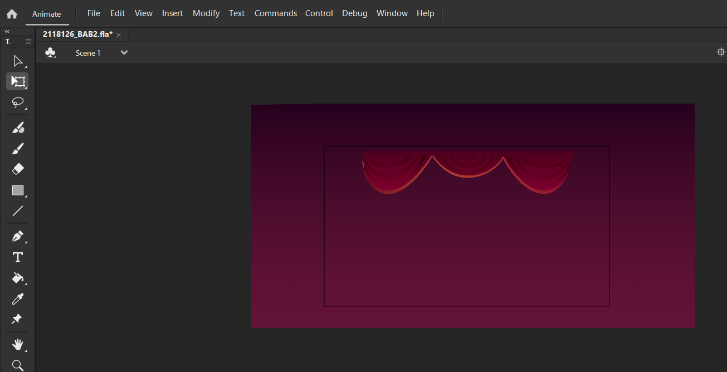 Animate File Edit View Insert Modify Text Commands Control Debug Window Help
2118126_BAB2.fla*
Scene 1